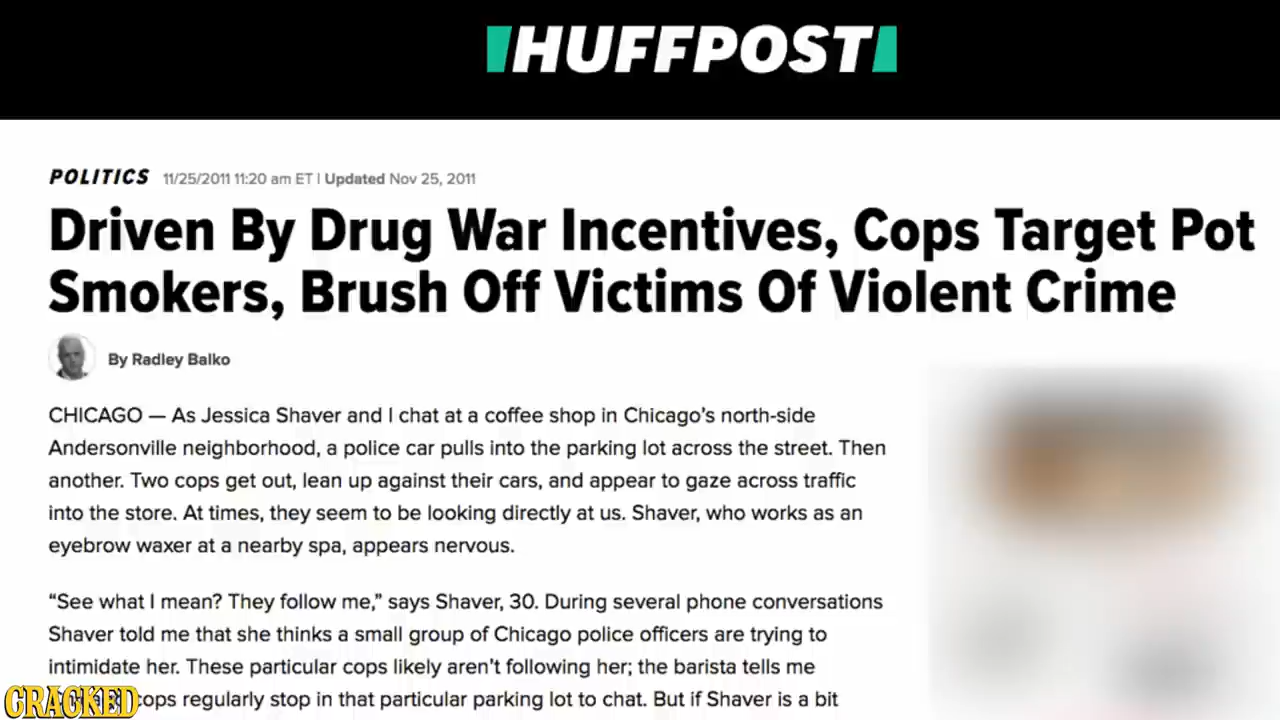 HUFFPOST
POLITICS 11/25/2011 11:20 am ET | Updated Nov 25, 2011
Driven By Drug War Incentives, Cops Target Pot
Smokers, Brush Off Victims Of Violent Crime
By Radley Balko
CHICAGO — As Jessica Shaver and I chat at a coffee shop in Chicago's north-side
Andersonville neighborhood, a police car pulls into the parking lot across the street. Then
another. Two cops get out, lean up against their cars, and appear to gaze across traffic
into the store. At times, they seem to be looking directly at us. Shaver, who works as an
eyebrow waxer at a nearby spa, appears nervous.
“See what I mean? They follow me,” says Shaver, 30. During several phone conversations
Shaver told me that she thinks a small group of Chicago police officers are trying to
intimidate her. These particular cops likely aren't following her; the barista tells me
cops regularly stop in that particular parking lot to chat. But if Shaver is a bit
CRACKED